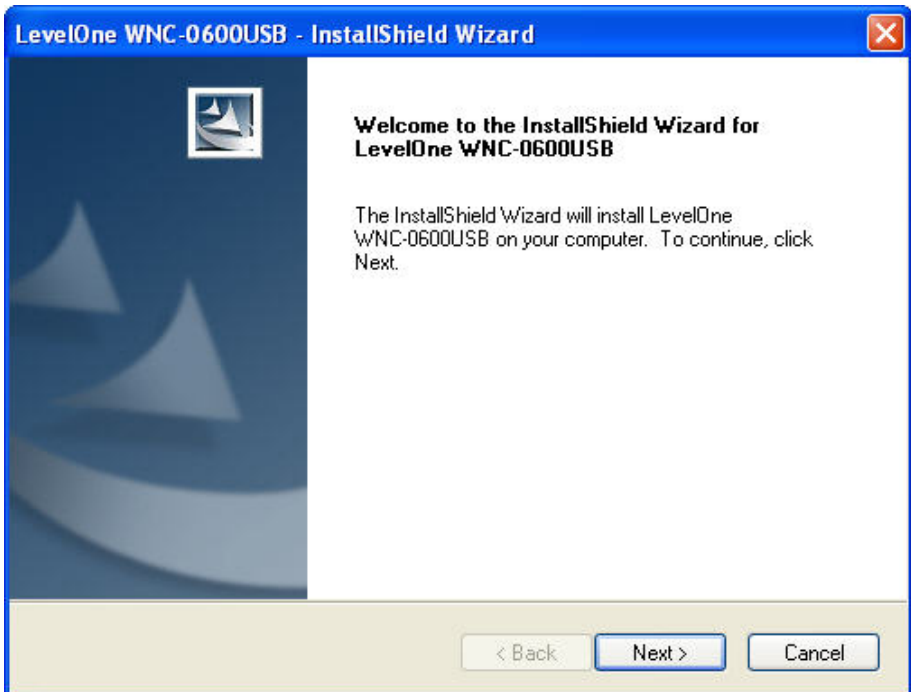 LevelOne WNC-0600USB - InstallShield Wizard
Welcome to the InstallShield Wizard for
LevelOne WNC-0600USB
The InstallShield Wizard will install LevelOne
WNC-0600USB on your computer. To continue, click
Next.
< Back
Next >
Cancel